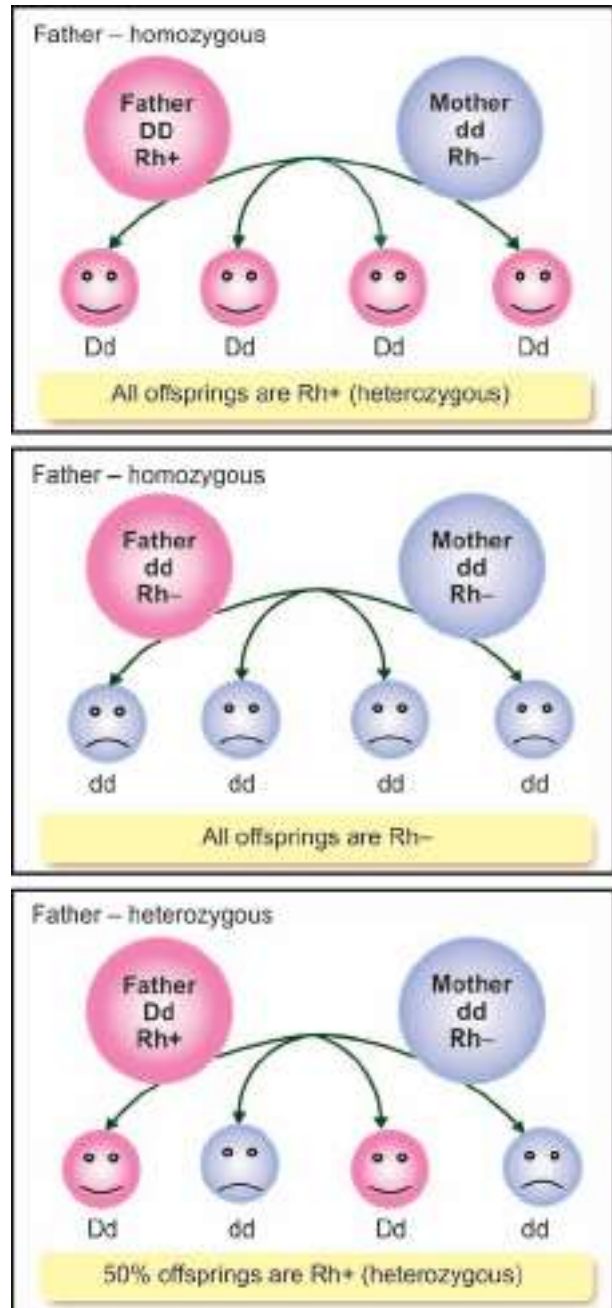 Father – homozygous
Father
DD
Rh+
Mother
dd
Rh–
Dd Dd Dd Dd
All offsprings are Rh+ (heterozygous)
Father – homozygous
Father
dd
Rh–
Mother
dd
Rh–
dd dd dd dd
All offsprings are Rh–
Father – heterozygous
Father
Dd
Rh+
Mother
dd
Rh–
Dd dd Dd dd
50% offsprings are Rh+ (heterozygous)